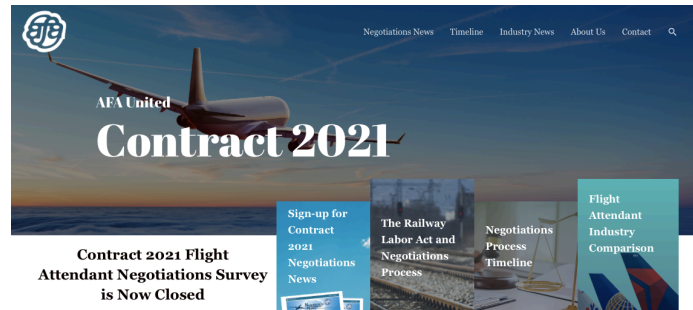 afa
Negotiations News
Timeline
Industry News
About Us
Contact
AFA United
Contract 2021
Sign-up for
Contract
2021
Negotiations
News
The Railway
Labor Act and
Negotiations
Process
Negotiations
Process
Timeline
Flight
Attendant
Industry
Comparison
Contract 2021 Flight
Attendant Negotiations Survey
is Now Closed